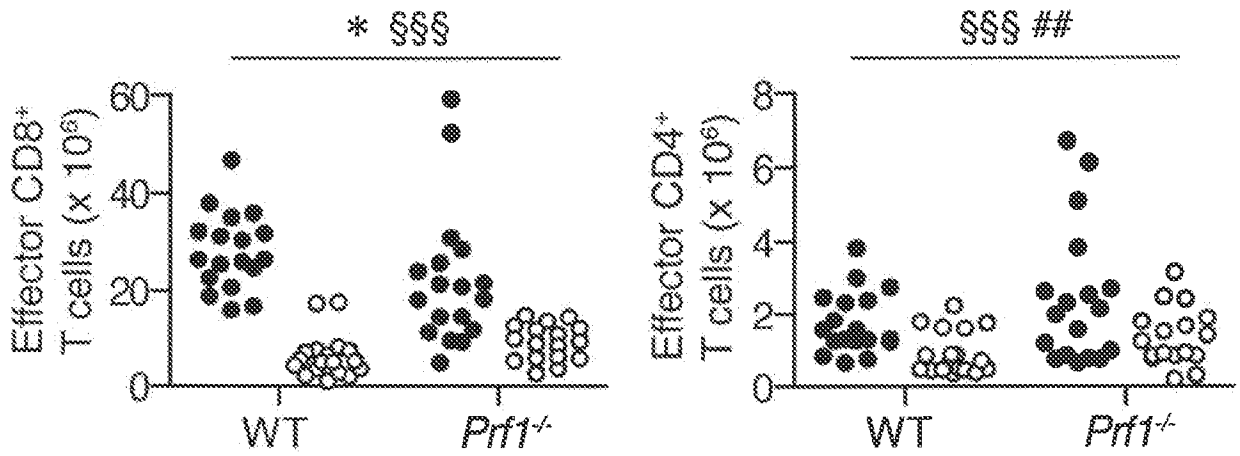 * §§§
Effector CD8⁺
T cells (x 10⁶)
60
40
20
0
WT
Prf1⁻/⁻
§§§ ##
Effector CD4⁺
T cells (x 10⁶)
8
6
4
2
0
WT
Prf1⁻/⁻